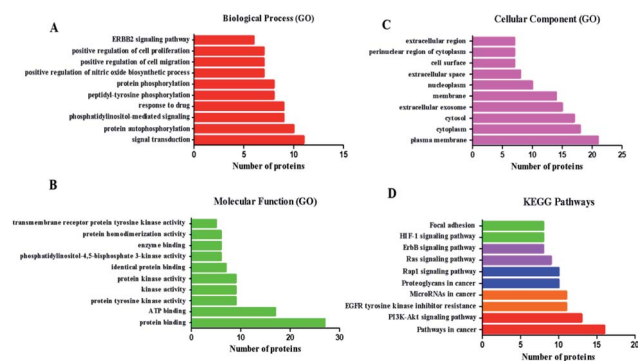 A
Biological Process (GO)
ERBB2 signaling pathway
positive regulation of cell proliferation
positive regulation of cell migration
positive regulation of nitric oxide biosynthetic process
protein phosphorylation
peptidyl-tyrosine phosphorylation
response to drug
phosphatidylinositol-mediated signaling
protein autophosphorylation
signal transduction
0 5 10 15
Number of proteins
B
Molecular Function (GO)
transmembrane receptor protein tyrosine kinase activity
protein homodimerization activity
enzyme binding
phosphatidylinositol-4,5-bisphosphate 3-kinase activity
identical protein binding
protein kinase activity
kinase activity
protein tyrosine kinase activity
ATP binding
protein binding
0 10 20 30
Number of proteins
C
Cellular Component (GO)
extracellular region
perinuclear region of cytoplasm
cell surface
extracellular space
nucleoplasm
membrane
extracellular exosome
cytosol
cytoplasm
plasma membrane
0 5 10 15 20 25
Number of proteins
D
KEGG Pathways
Focal adhesion
HIF-1 signaling pathway
ErbB signaling pathway
Ras signaling pathway
Rap1 signaling pathway
Proteoglycans in cancer
MicroRNAs in cancer
EGFR tyrosine kinase inhibitor resistance
PI3K-Akt signaling pathway
Pathways in cancer
0 5 10 15 20
Number of proteins